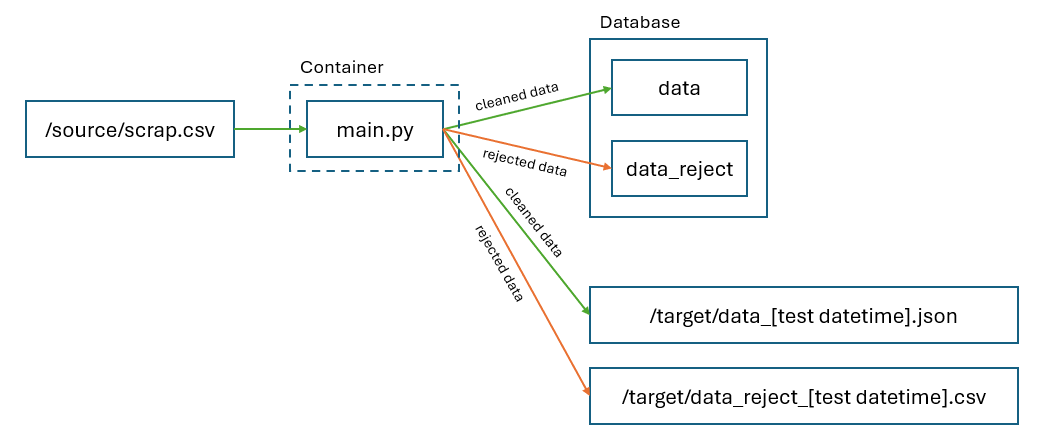 Database
Container
/source/scrap.csv
main.py
cleaned data
data
rejected data
data_reject
cleaned data
rejected data
/target/data_[test datetime].json
/target/data_reject_[test datetime].csv